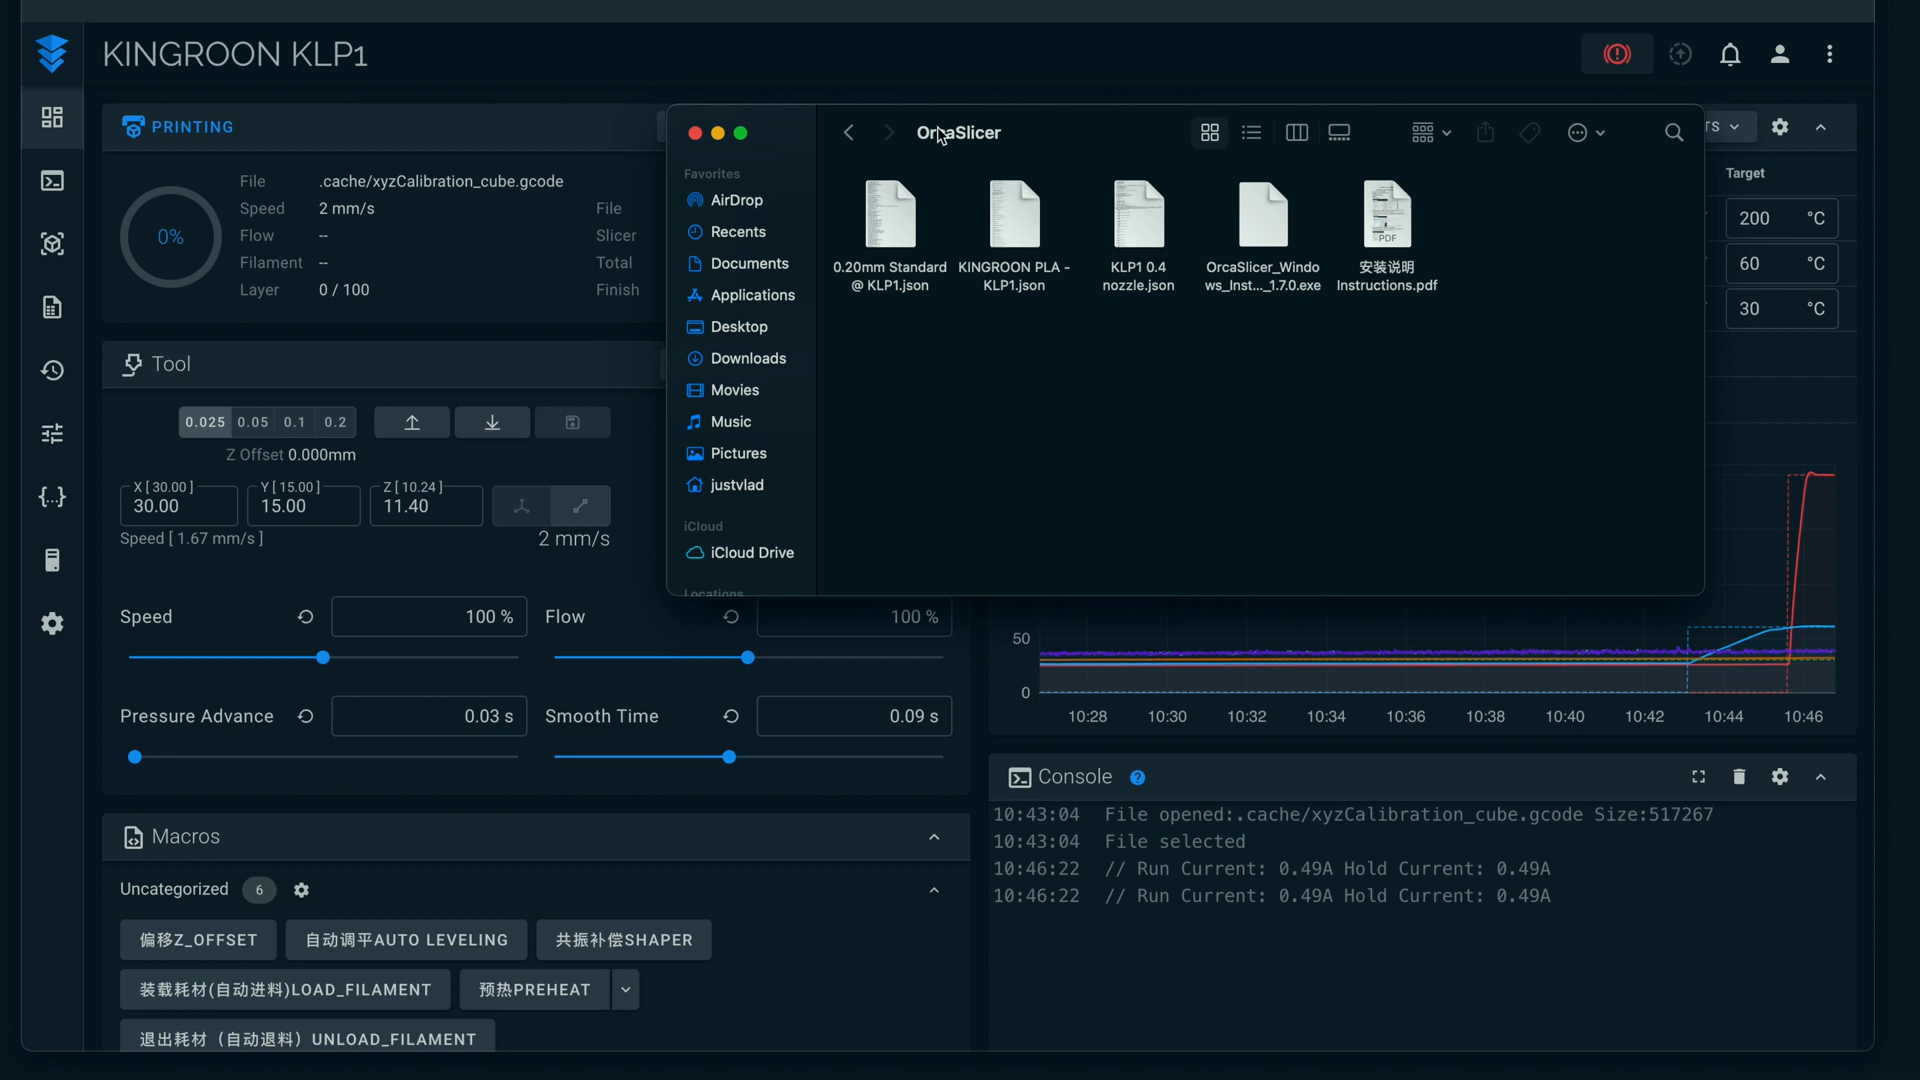 KINGROON KLP1
PRINTING
0%
File .cache/xyzCalibration_cube.gcode
Speed 2 mm/s File
Flow -- Slicer
Filament -- Total
Layer 0 / 100 Finish
Tool
0.025 0.05 0.1 0.2
Z Offset 0.000mm
X [ 30.00 ] Y [ 15.00 ] Z [ 10.24 ]
30.00 15.00 11.40
Speed [ 1.67 mm/s ] 2 mm/s
Speed 100 % Flow 100 %
Pressure Advance 0.03 s Smooth Time 0.09 s
Macros
Uncategorized 6
偏移Z_OFFSET 自动调平AUTO LEVELING 共振补偿SHAPER
装载耗材(自动进料)LOAD_FILAMENT 预热PREHEAT
退出耗材（自动退料）UNLOAD_FILAMENT
OrcaSlicer
Favorites
AirDrop
Recents
Documents
Applications
Desktop
Downloads
Movies
Music
Pictures
justvlad
iCloud
iCloud Drive
Locations
0.20mm Standard
@ KLP1.json
KINGROON PLA -
KLP1.json
KLP1 0.4
nozzle.json
OrcaSlicer_Windo
ws_Inst..._1.7.0.exe
PDF
安装说明
Instructions.pdf
TS
Target
200 °C
60 °C
30 °C
50
0
10:28 10:30 10:32 10:34 10:36 10:38 10:40 10:42 10:44 10:46
Console
10:43:04 File opened:.cache/xyzCalibration_cube.gcode Size:517267
10:43:04 File selected
10:46:22 // Run Current: 0.49A Hold Current: 0.49A
10:46:22 // Run Current: 0.49A Hold Current: 0.49A